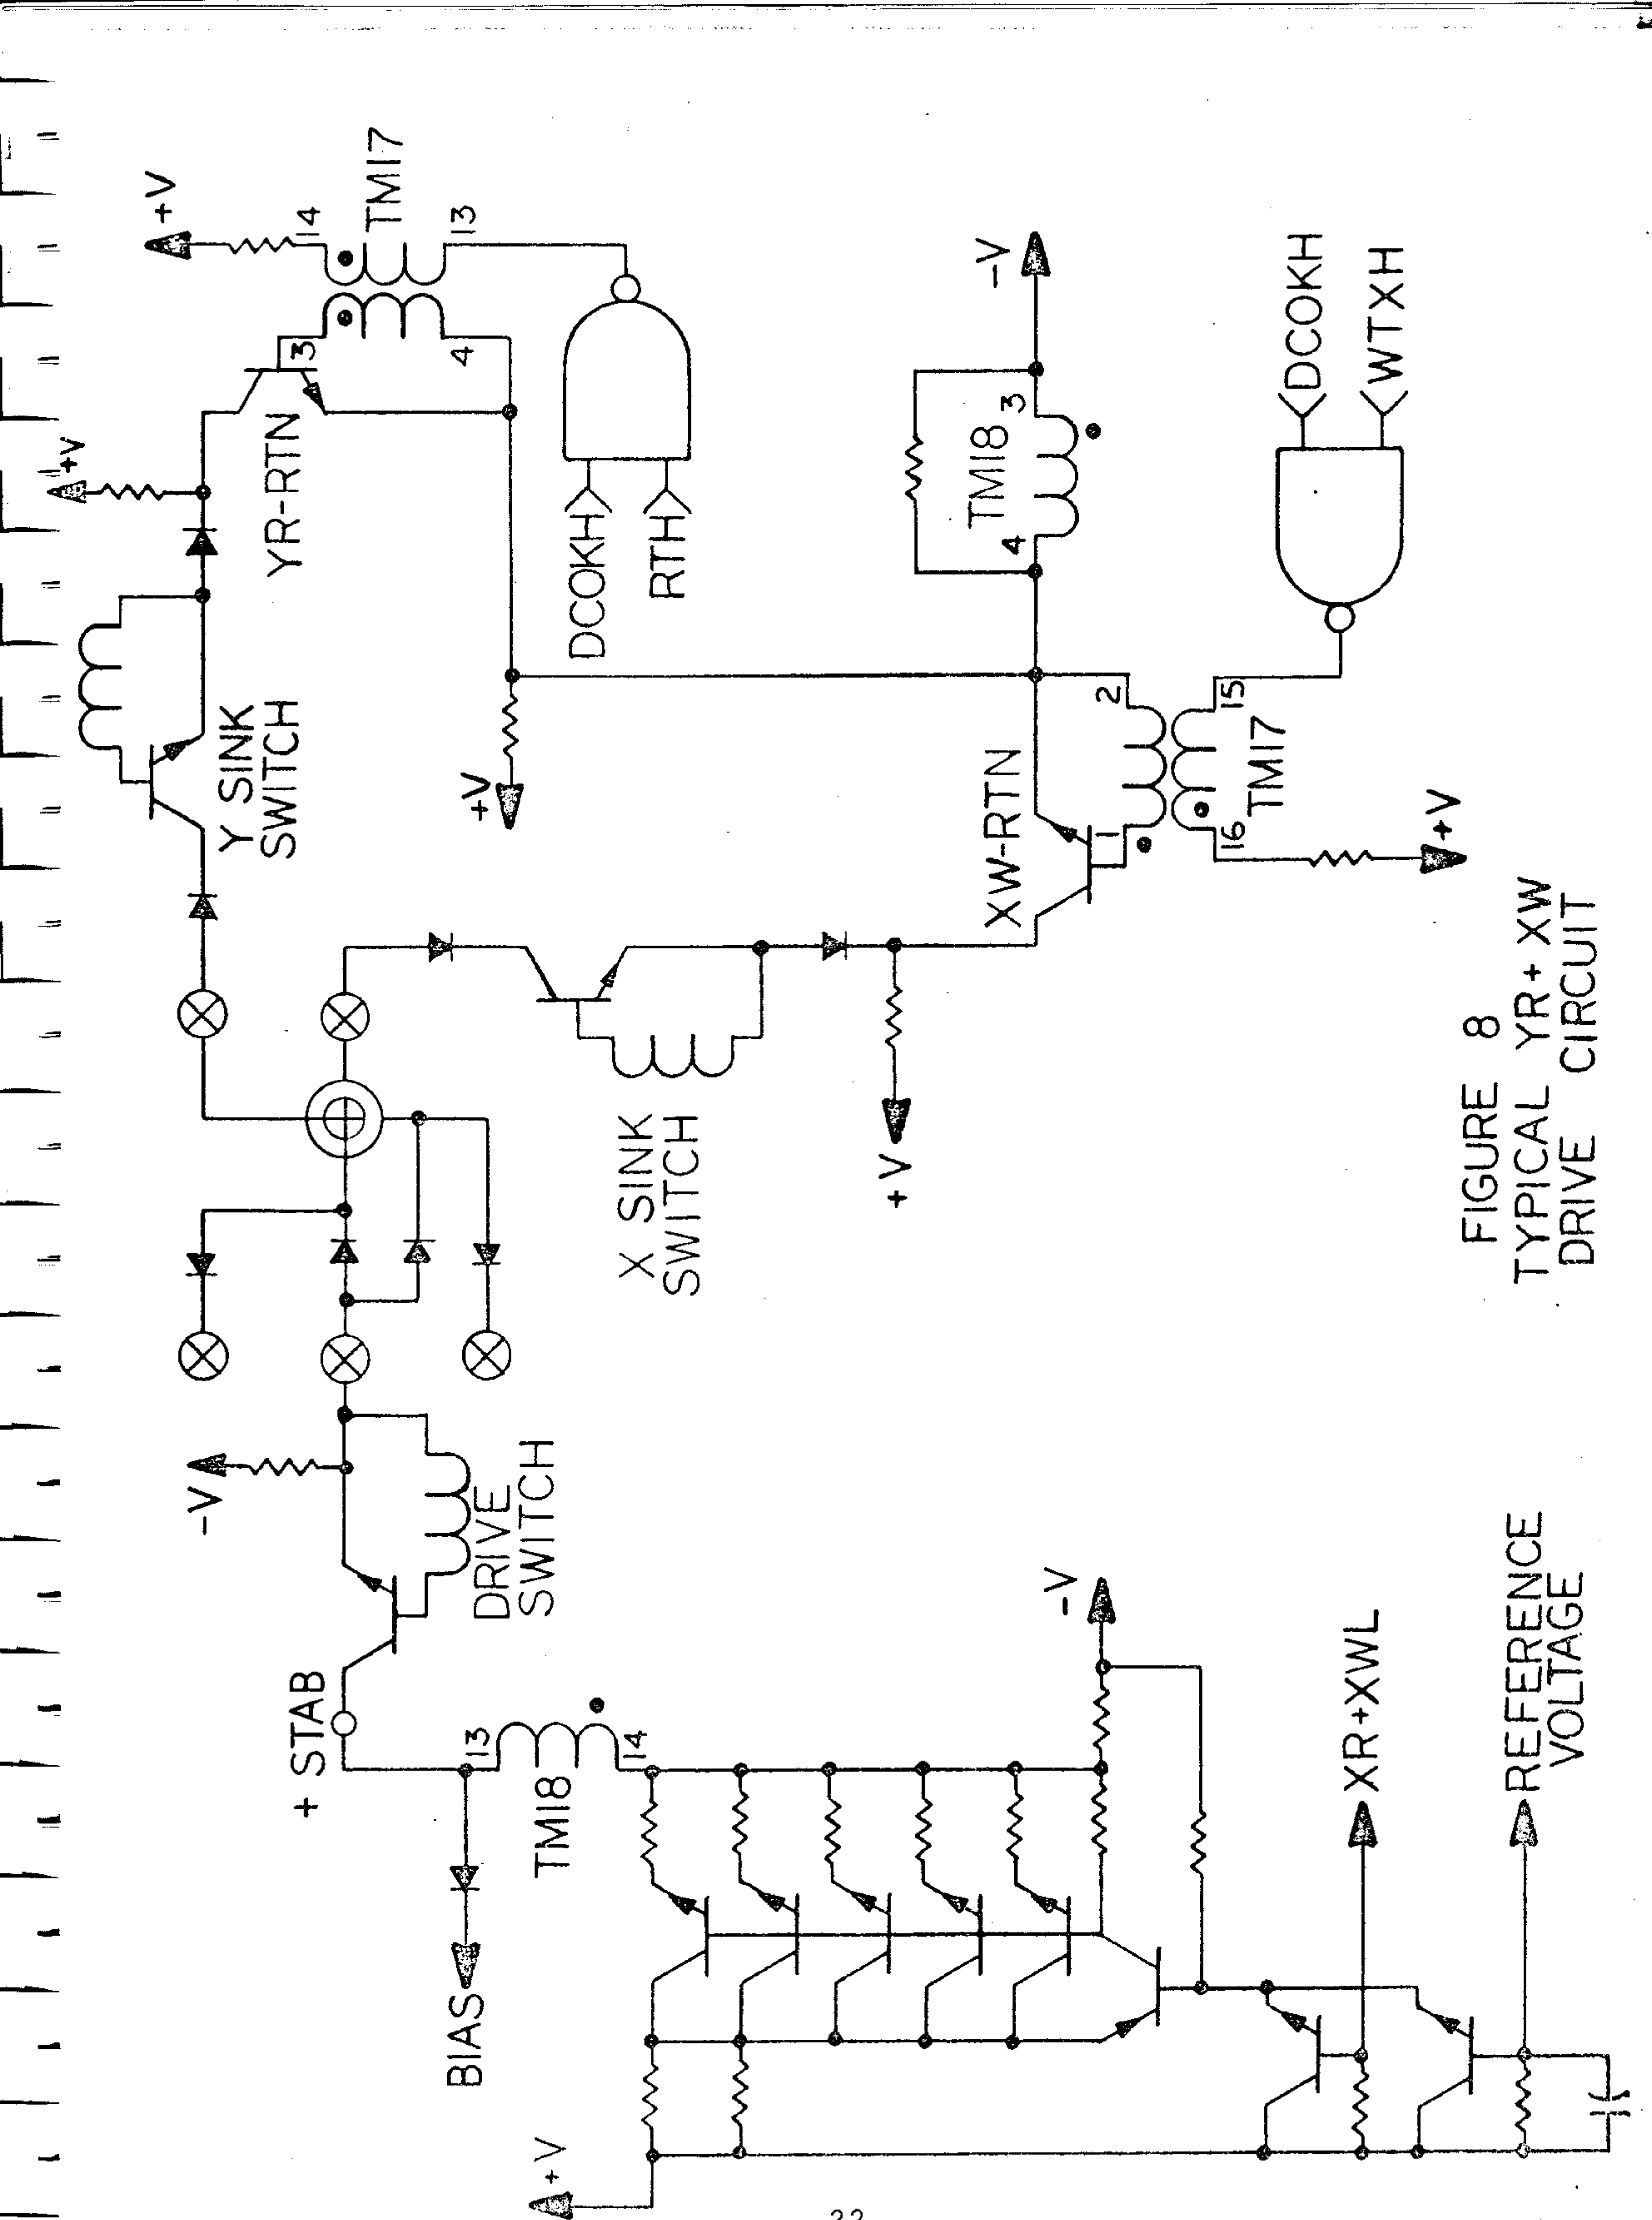 +V
14
TM17
13
3
4
+V
YR-RTN
DCOKH
RTH
Y SINK
SWITCH
+V
-V
3
TM18
4
DCOKH
WTXH
2
15
XW-RTN
1
TM17
16
+V
X SINK
SWITCH
+V
-V
DRIVE
SWITCH
+ STAB
13
TM18
14
BIAS
-V
XR+XWL
REFERENCE
VOLTAGE
+V
FIGURE 8
TYPICAL YR+XW
DRIVE CIRCUIT
22